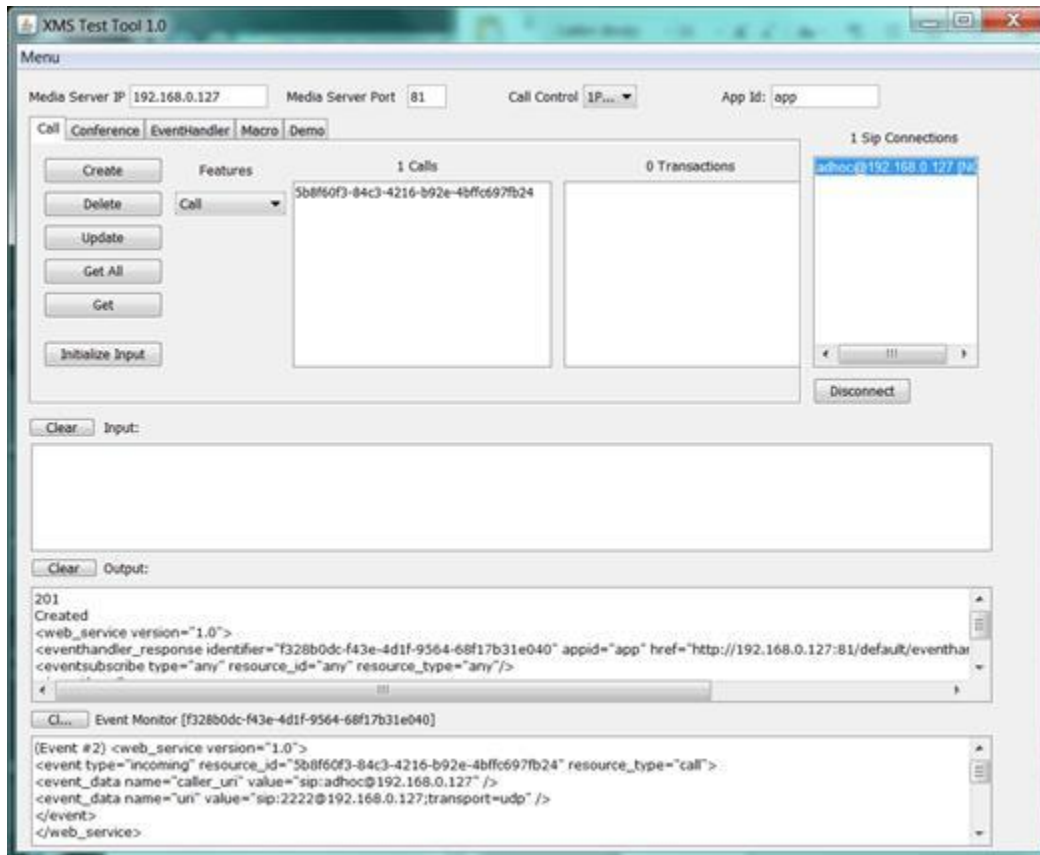 XMS Test Tool 1.0
Menu
Media Server IP 192.168.0.127 Media Server Port 81 Call Control 1P... App Id: app
Call Conference EventHandler Macro Demo
1 Sip Connections
Create Features 1 Calls 0 Transactions
adhoc@192.168.0.127
5b8f60f3-84c3-4216-b92e-4bffc697fb24
Delete Call
Update
Get All
Get
Initialize Input
Disconnect
Clear Input:
Clear Output:
201
Created
<web_service version="1.0">
<eventhandler_response identifier="f328b0dc-f43e-4d1f-9564-68f17b31e040" appid="app" href="http://192.168.0.127:81/default/eventhar
<eventsubscribe type="any" resource_id="any" resource_type="any"/>
Cl... Event Monitor [f328b0dc-f43e-4d1f-9564-68f17b31e040]
(Event #2) <web_service version="1.0">
<event type="incoming" resource_id="5b8f60f3-84c3-4216-b92e-4bffc697fb24" resource_type="call">
<event_data name="caller_uri" value="sip:adhoc@192.168.0.127" />
<event_data name="uri" value="sip:2222@192.168.0.127;transport=udp" />
</event>
</web_service>